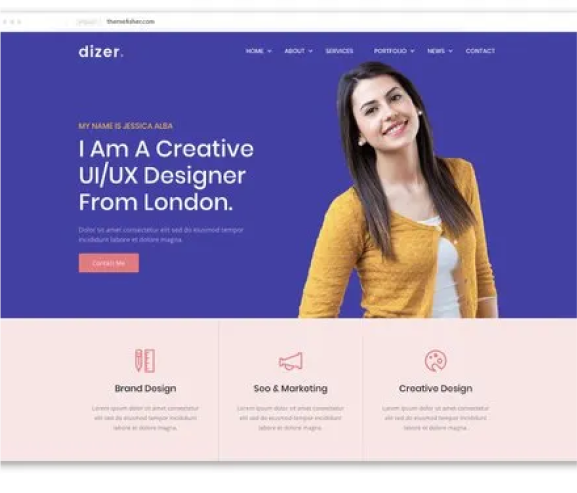 themefisher.com
dizer.
HOME ABOUT SERVICES PORTFOLIO NEWS CONTACT
MY NAME IS JESSICA ALBA
I Am A Creative
UI/UX Designer
From London.
Dolor sit amet consectetur elit sed do eiusmod tempor
incididunt labore et dolore magna.
Contact Me
Brand Design
Lorem ipsum dolor sit amet consectetur
elit sed do eiusmod tempor incididunt
labore et dolore magna.
Seo & Marketing
Lorem ipsum dolor sit amet consectetur
elit sed do eiusmod tempor incididunt
labore et dolore magna.
Creative Design
Lorem ipsum dolor sit amet consectetur
elit sed do eiusmod tempor incididunt
labore et dolore magna.